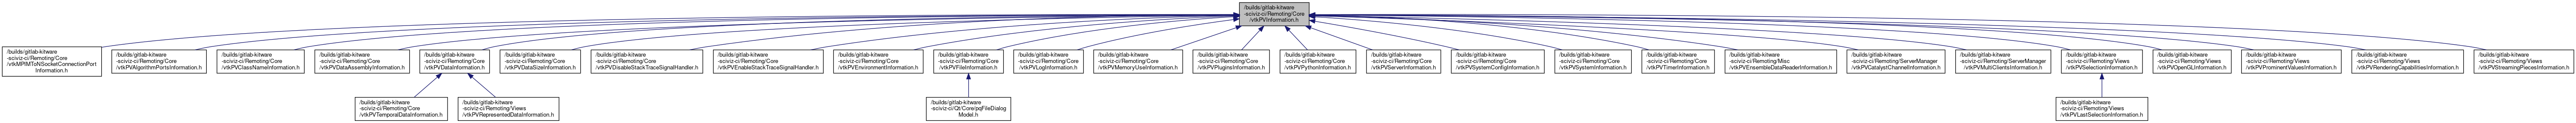 /builds/gitlab-kitware
-sciviz-ci/Remoting/Core
/vtkPVInformation.h
/builds/gitlab-kitware
-sciviz-ci/Remoting/Core
/vtkMPIMToNSocketConnectionPort
Information.h
/builds/gitlab-kitware
-sciviz-ci/Remoting/Core
/vtkPVAlgorithmPortsInformation.h
/builds/gitlab-kitware
-sciviz-ci/Remoting/Core
/vtkPVClassNameInformation.h
/builds/gitlab-kitware
-sciviz-ci/Remoting/Core
/vtkPVDataAssemblyInformation.h
/builds/gitlab-kitware
-sciviz-ci/Remoting/Core
/vtkPVDataInformation.h
/builds/gitlab-kitware
-sciviz-ci/Remoting/Core
/vtkPVDataSizeInformation.h
/builds/gitlab-kitware
-sciviz-ci/Remoting/Core
/vtkPVDisableStackTraceSignalHandler.h
/builds/gitlab-kitware
-sciviz-ci/Remoting/Core
/vtkPVEnableStackTraceSignalHandler.h
/builds/gitlab-kitware
-sciviz-ci/Remoting/Core
/vtkPVEnvironmentInformation.h
/builds/gitlab-kitware
-sciviz-ci/Remoting/Core
/vtkPVFileInformation.h
/builds/gitlab-kitware
-sciviz-ci/Remoting/Core
/vtkPVLogInformation.h
/builds/gitlab-kitware
-sciviz-ci/Remoting/Core
/vtkPVMemoryUseInformation.h
/builds/gitlab-kitware
-sciviz-ci/Remoting/Core
/vtkPVPluginsInformation.h
/builds/gitlab-kitware
-sciviz-ci/Remoting/Core
/vtkPVPythonInformation.h
/builds/gitlab-kitware
-sciviz-ci/Remoting/Core
/vtkPVServerInformation.h
/builds/gitlab-kitware
-sciviz-ci/Remoting/Core
/vtkPVSystemConfigInformation.h
/builds/gitlab-kitware
-sciviz-ci/Remoting/Core
/vtkPVSystemInformation.h
/builds/gitlab-kitware
-sciviz-ci/Remoting/Core
/vtkPVTimerInformation.h
/builds/gitlab-kitware
-sciviz-ci/Remoting/Misc
/vtkPVEnsembleDataReaderInformation.h
/builds/gitlab-kitware
-sciviz-ci/Remoting/ServerManager
/vtkPVCatalystChannelInformation.h
/builds/gitlab-kitware
-sciviz-ci/Remoting/ServerManager
/vtkPVMultiClientsInformation.h
/builds/gitlab-kitware
-sciviz-ci/Remoting/Views
/vtkPVSelectionInformation.h
/builds/gitlab-kitware
-sciviz-ci/Remoting/Views
/vtkPVOpenGLInformation.h
/builds/gitlab-kitware
-sciviz-ci/Remoting/Views
/vtkPVProminentValuesInformation.h
/builds/gitlab-kitware
-sciviz-ci/Remoting/Views
/vtkPVRenderingCapabilitiesInformation.h
/builds/gitlab-kitware
-sciviz-ci/Remoting/Views
/vtkPVStreamingPiecesInformation.h
/builds/gitlab-kitware
-sciviz-ci/Remoting/Core
/vtkPVTemporalDataInformation.h
/builds/gitlab-kitware
-sciviz-ci/Remoting/Views
/vtkPVRepresentedDataInformation.h
/builds/gitlab-kitware
-sciviz-ci/Qt/Core/pqFileDialog
Model.h
/builds/gitlab-kitware
-sciviz-ci/Remoting/Views
/vtkPVLastSelectionInformation.h